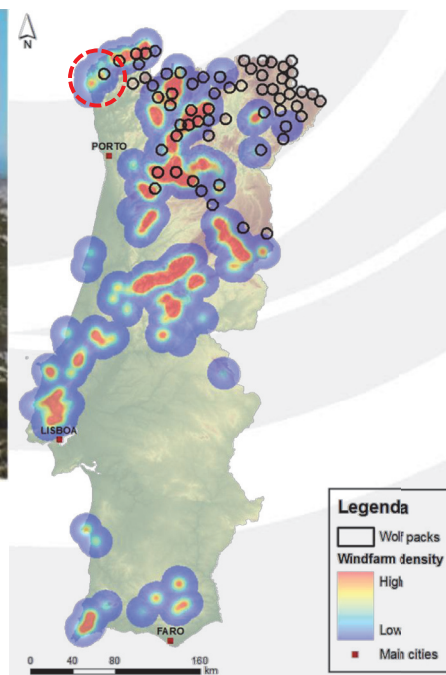 N
PORTO
LISBOA
FARO
Legenda
Wolf packs
Windfarm density
High
Low
Main cities
0 40 80 160
km